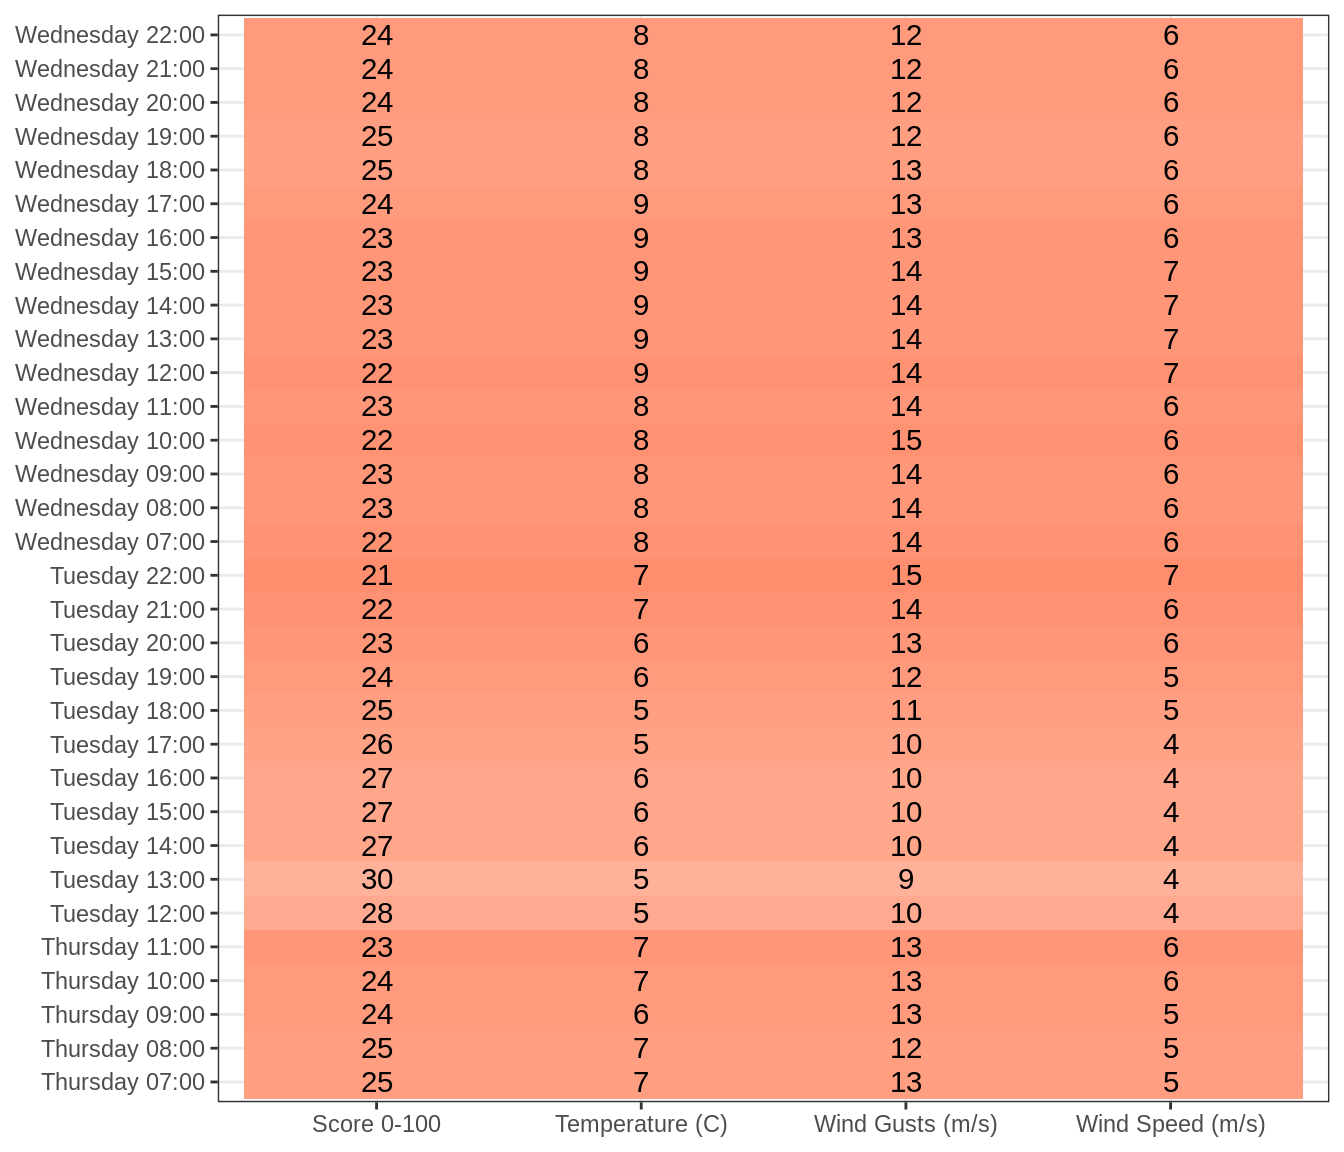 Wednesday 22:00 24 8 12 6
Wednesday 21:00 24 8 12 6
Wednesday 20:00 24 8 12 6
Wednesday 19:00 25 8 12 6
Wednesday 18:00 25 8 13 6
Wednesday 17:00 24 9 13 6
Wednesday 16:00 23 9 13 6
Wednesday 15:00 23 9 14 7
Wednesday 14:00 23 9 14 7
Wednesday 13:00 23 9 14 7
Wednesday 12:00 22 9 14 7
Wednesday 11:00 23 8 14 6
Wednesday 10:00 22 8 15 6
Wednesday 09:00 23 8 14 6
Wednesday 08:00 23 8 14 6
Wednesday 07:00 22 8 14 6
Tuesday 22:00 21 7 15 7
Tuesday 21:00 22 7 14 6
Tuesday 20:00 23 6 13 6
Tuesday 19:00 24 6 12 5
Tuesday 18:00 25 5 11 5
Tuesday 17:00 26 5 10 4
Tuesday 16:00 27 6 10 4
Tuesday 15:00 27 6 10 4
Tuesday 14:00 27 6 10 4
Tuesday 13:00 30 5 9 4
Tuesday 12:00 28 5 10 4
Thursday 11:00 23 7 13 6
Thursday 10:00 24 7 13 6
Thursday 09:00 24 6 13 5
Thursday 08:00 25 7 12 5
Thursday 07:00 25 7 13 5
Score 0-100 Temperature (C) Wind Gusts (m/s) Wind Speed (m/s)